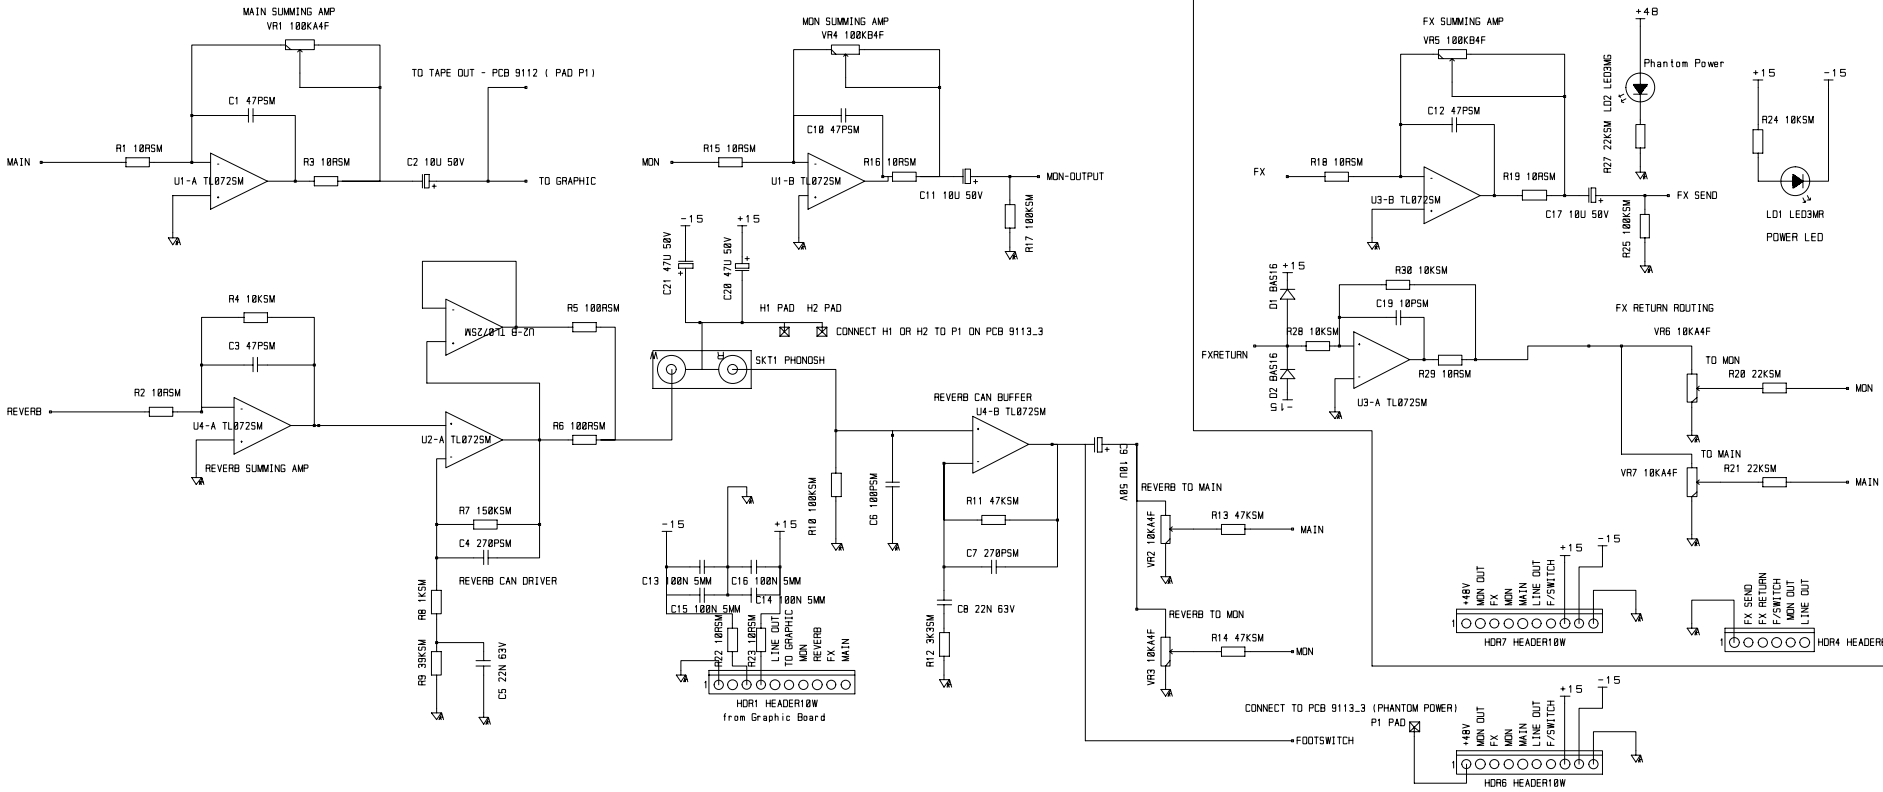 MAIN SUMMING AMP
VR1 100KA4F
TO TAPE OUT - PCB 9112 ( PAD P1)
C1 47PSM
MAIN
R1 10RSM
R3 10RSM
C2 10U 50V
+
U1-A TL072SM
TO GRAPHIC
MON SUMMING AMP
VR4 100KB4F
C10 47PSM
MON
R15 10RSM
R16 10RSM
U1-B TL072SM
C11 10U 50V
+
MON-OUTPUT
R17 100KSM
FX SUMMING AMP
VR5 100KB4F
C12 47PSM
FX
R18 10RSM
R19 10RSM
U3-B TL072SM
C17 10U 50V
+
FX SEND
R25 100KSM
+48
Phantom Power
LD2 LED3MG
R27 22KSM
+15
-15
R24 10KSM
LD1 LED3MR
POWER LED
-15
+15
C21 47U 50V
C20 47U 50V
H1 PAD
H2 PAD
CONNECT H1 OR H2 TO P1 ON PCB 9113_3
SKT1 PHONOSH
W
R
R4 10KSM
C3 47PSM
REVERB
R2 10RSM
U4-A TL072SM
REVERB SUMMING AMP
U2-B TL072SM
R5 100RSM
U2-A TL072SM
R6 100RSM
R7 150KSM
C4 270PSM
REVERB CAN DRIVER
R8 1KSM
R9 39KSM
C5 22N 63V
REVERB CAN BUFFER
U4-B TL072SM
R10 100KSM
C6 100PSM
R11 47KSM
C7 270PSM
C8 22N 63V
R12 3K3SM
C9 10U 50V
+
REVERB TO MAIN
VR2 10KA4F
R13 47KSM
MAIN
REVERB TO MON
VR3 10KA4F
R14 47KSM
MON
FOOTSWITCH
-15
+15
C13 100N 5MM
C16 100N 5MM
C15 100N 5MM
C14 100N 5MM
R22 10RSM
R23 10RSM
LINE OUT
TO GRAPHIC
MON
REVERB
FX
MAIN
1
HDR1 HEADER10W
from Graphic Board
+15
D1 BAS16
D2 BAS16
-15
FXRETURN
R28 10KSM
R30 10KSM
C19 10PSM
U3-A TL072SM
R29 10RSM
FX RETURN ROUTING
VR6 10KA4F
TO MON
R20 22KSM
MON
TO MAIN
VR7 10KA4F
R21 22KSM
MAIN
+15
-15
+48V
MON OUT
FX
MON
MAIN
LINE OUT
F/SWITCH
1
HDR7 HEADER10W
FX SEND
FX RETURN
F/SWITCH
MON OUT
LINE OUT
1
HDR4 HEADER6
CONNECT TO PCB 9113_3 (PHANTOM POWER)
P1 PAD
+15
-15
+48V
MON OUT
FX
MON
MAIN
LINE OUT
F/SWITCH
1
HDR6 HEADER10W